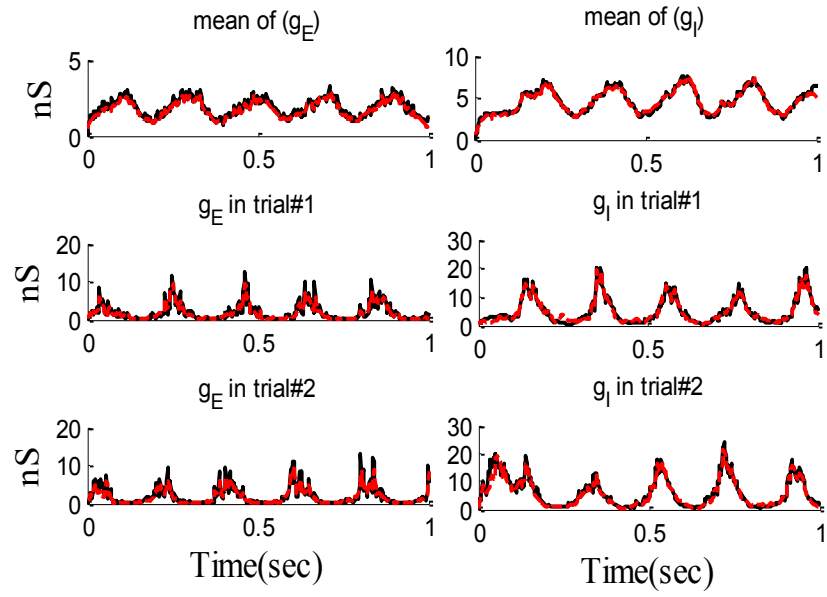 mean of (g_E)
mean of (g_I)
5
0
nS
0 0.5 1
10
5
0
0 0.5 1
g_E in trial#1
g_I in trial#1
20
10
0
nS
0 0.5 1
30
20
10
0
0 0.5 1
g_E in trial#2
g_I in trial#2
20
10
0
nS
0 0.5 1
Time(sec)
30
20
10
0
0 0.5 1
Time(sec)